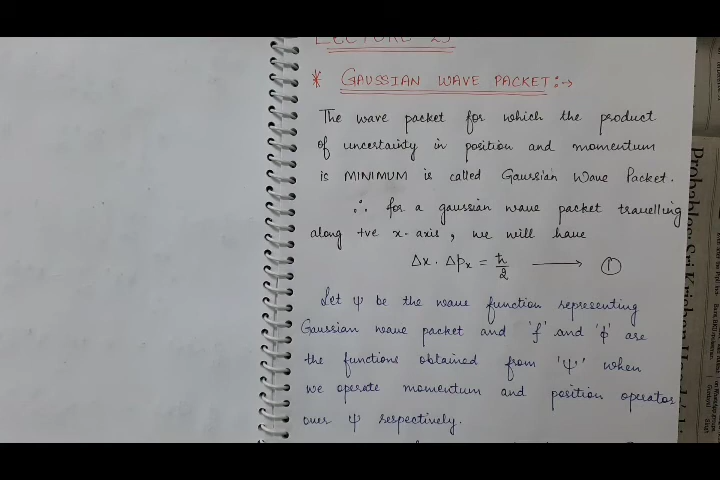 LECTURE 23
* GAUSSIAN WAVE PACKET :→
The wave packet for which the product
of uncertainty in position and momentum
is MINIMUM is called Gaussian Wave Packet.
∴ for a gaussian wave packet travelling
along +ve x-axis, we will have
Δx . Δpₓ = ħ/2 ⟶ ①
Let ψ be the wave function representing
Gaussian wave packet and 'f' and 'ϕ' are
the functions obtained from 'ψ' when
we operate momentum and position operator
over ψ respectively.